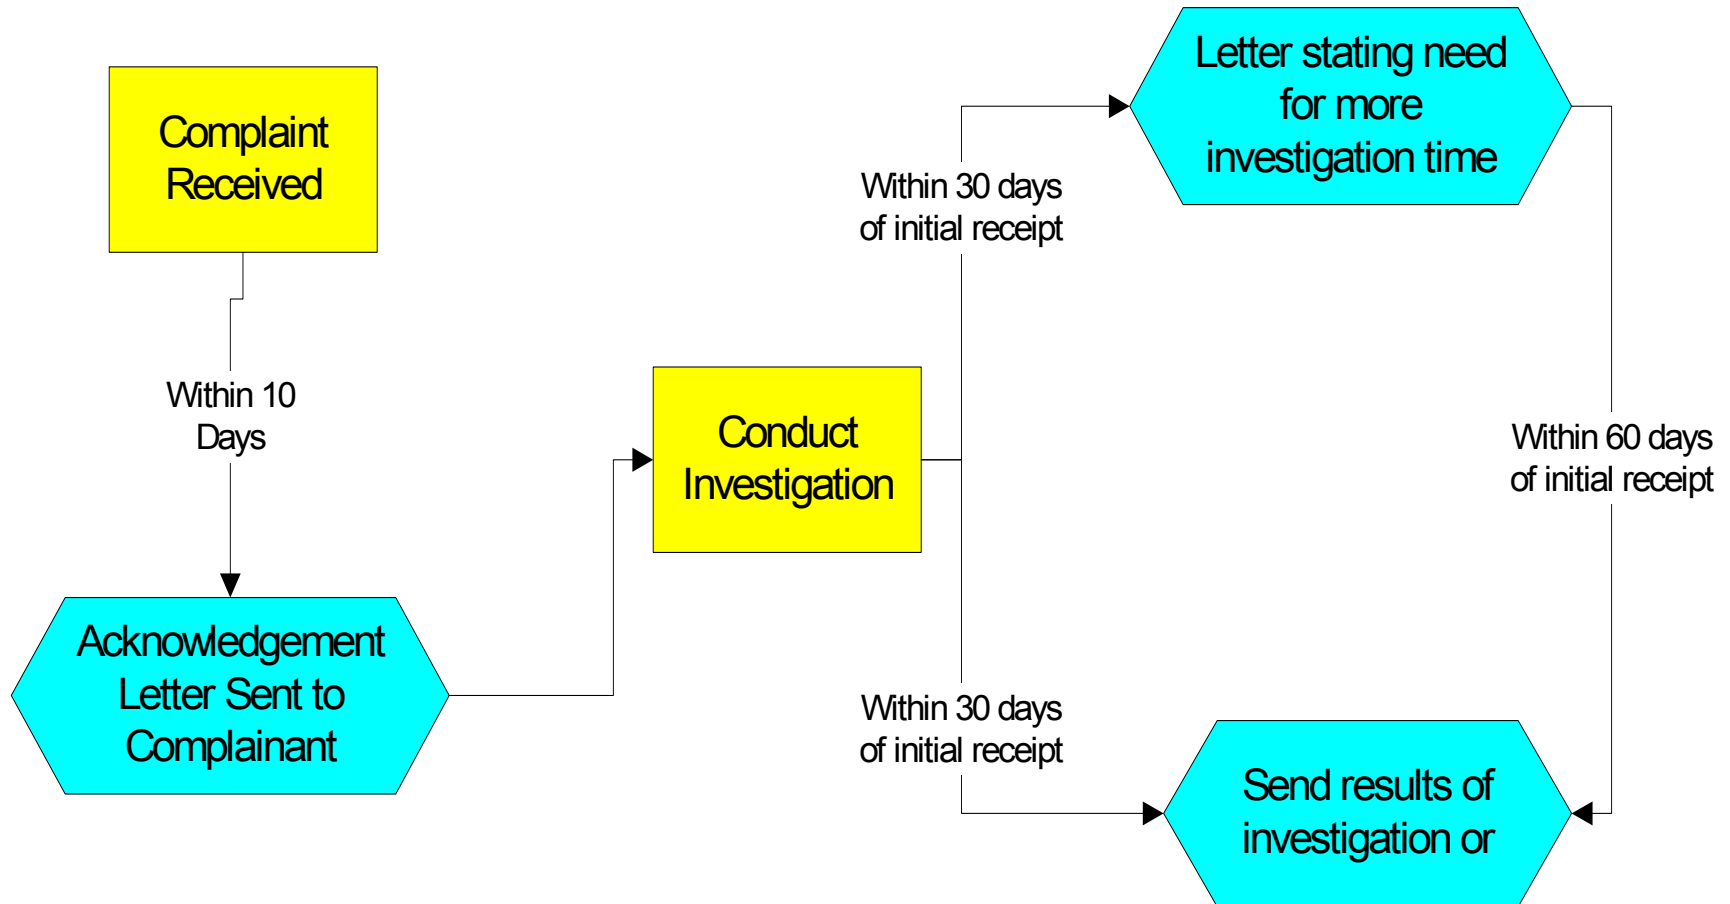 Complaint
Received
Within 10
Days
Acknowledgement
Letter Sent to
Complainant
Conduct
Investigation
Within 30 days
of initial receipt
Letter stating need
for more
investigation time
Within 60 days
of initial receipt
Within 30 days
of initial receipt
Send results of
investigation or